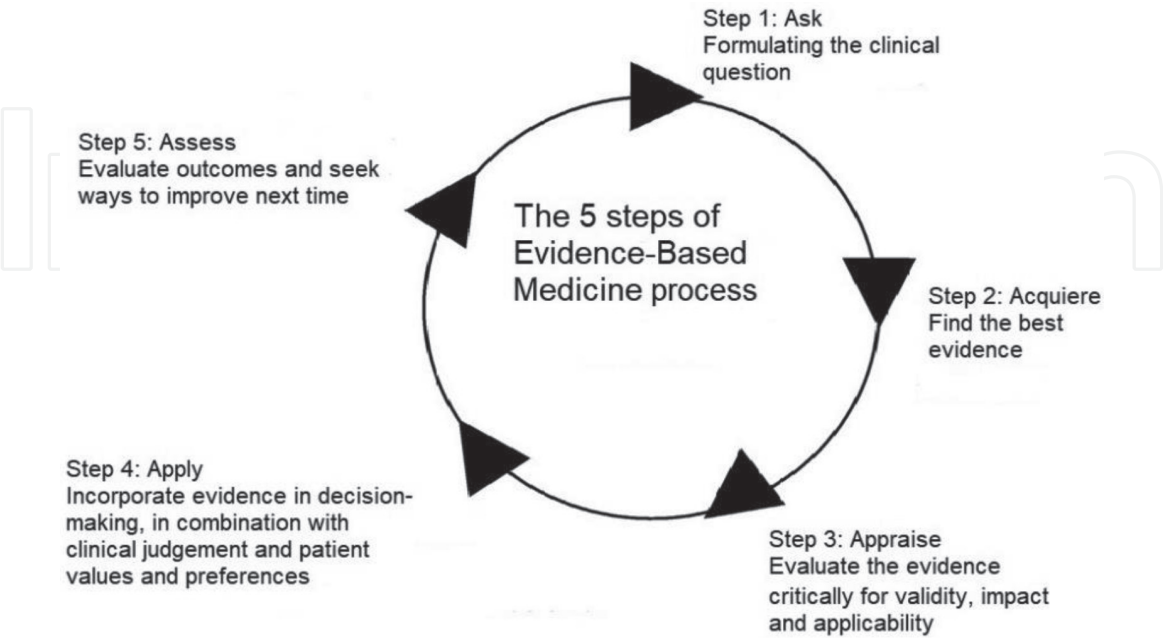 Step 1: Ask
Formulating the clinical
question
Step 5: Assess
Evaluate outcomes and seek
ways to improve next time
The 5 steps of
Evidence-Based
Medicine process
Step 2: Acquiere
Find the best
evidence
Step 4: Apply
Incorporate evidence in decision-
making, in combination with
clinical judgement and patient
values and preferences
Step 3: Appraise
Evaluate the evidence
critically for validity, impact
and applicability